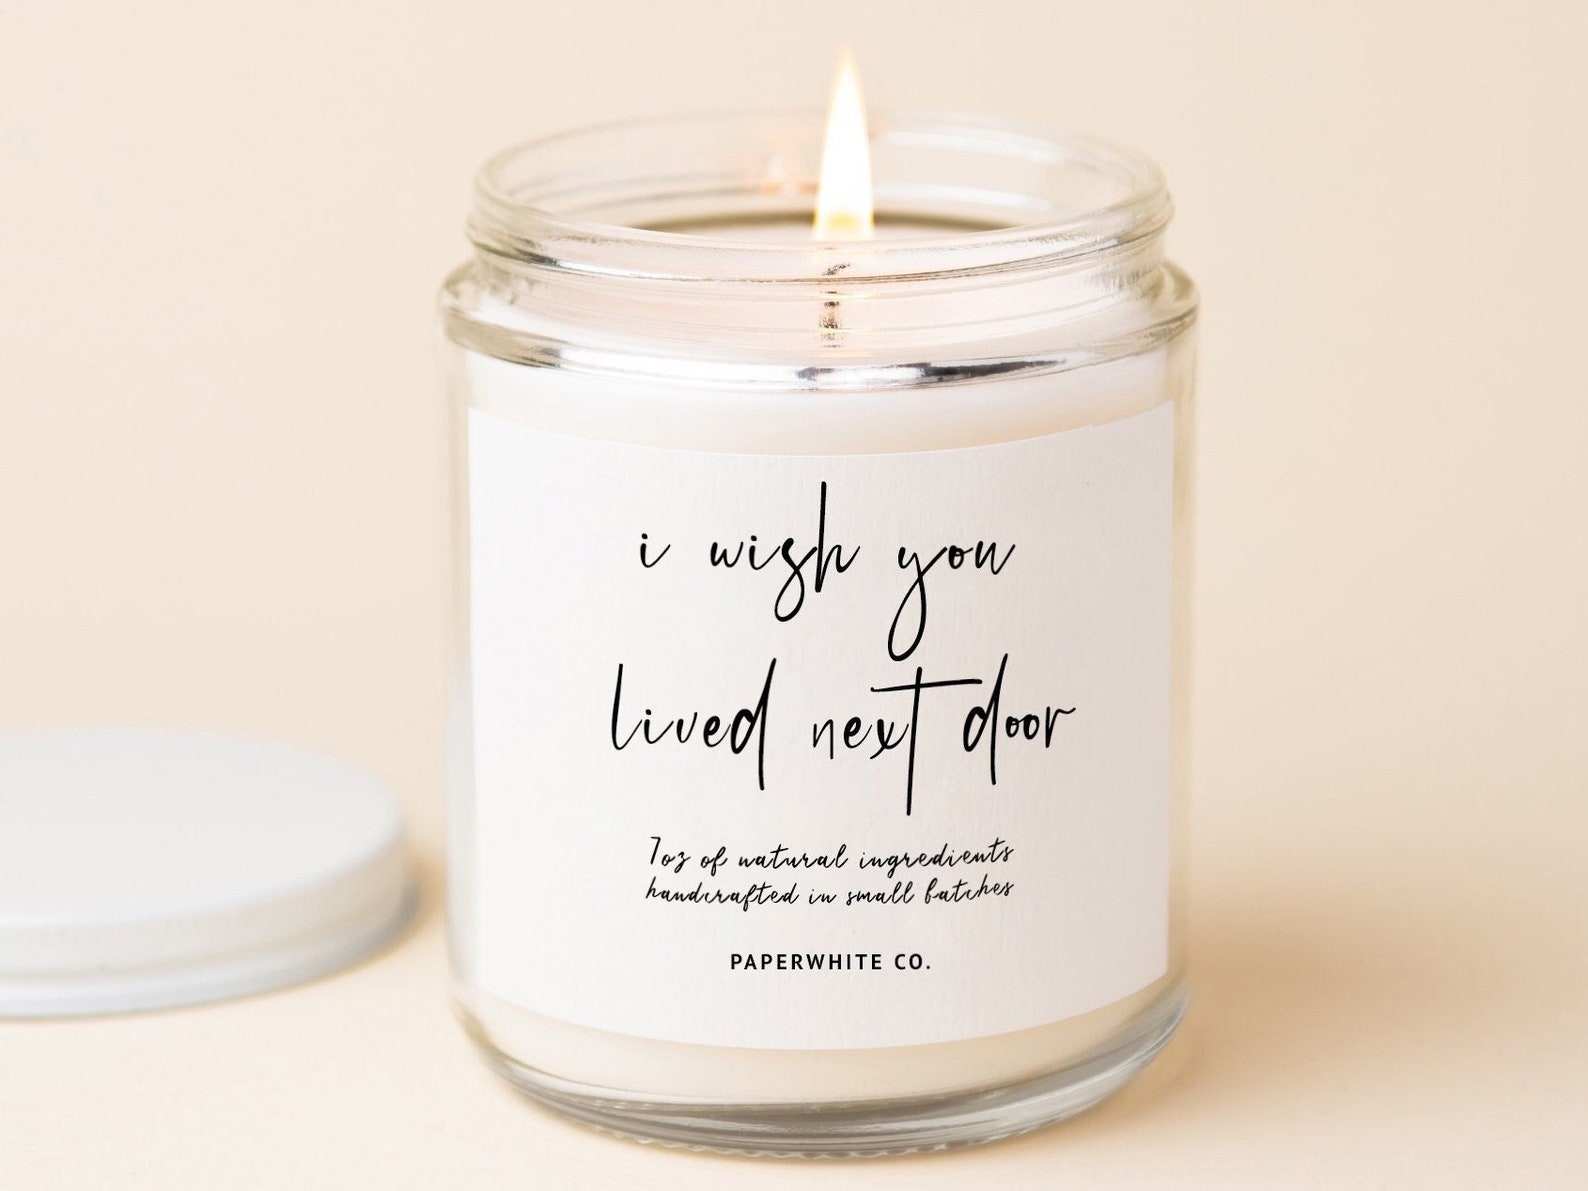 i wish you
lived next door
7oz of natural ingredients
handcrafted in small batches
PAPERWHITE CO.